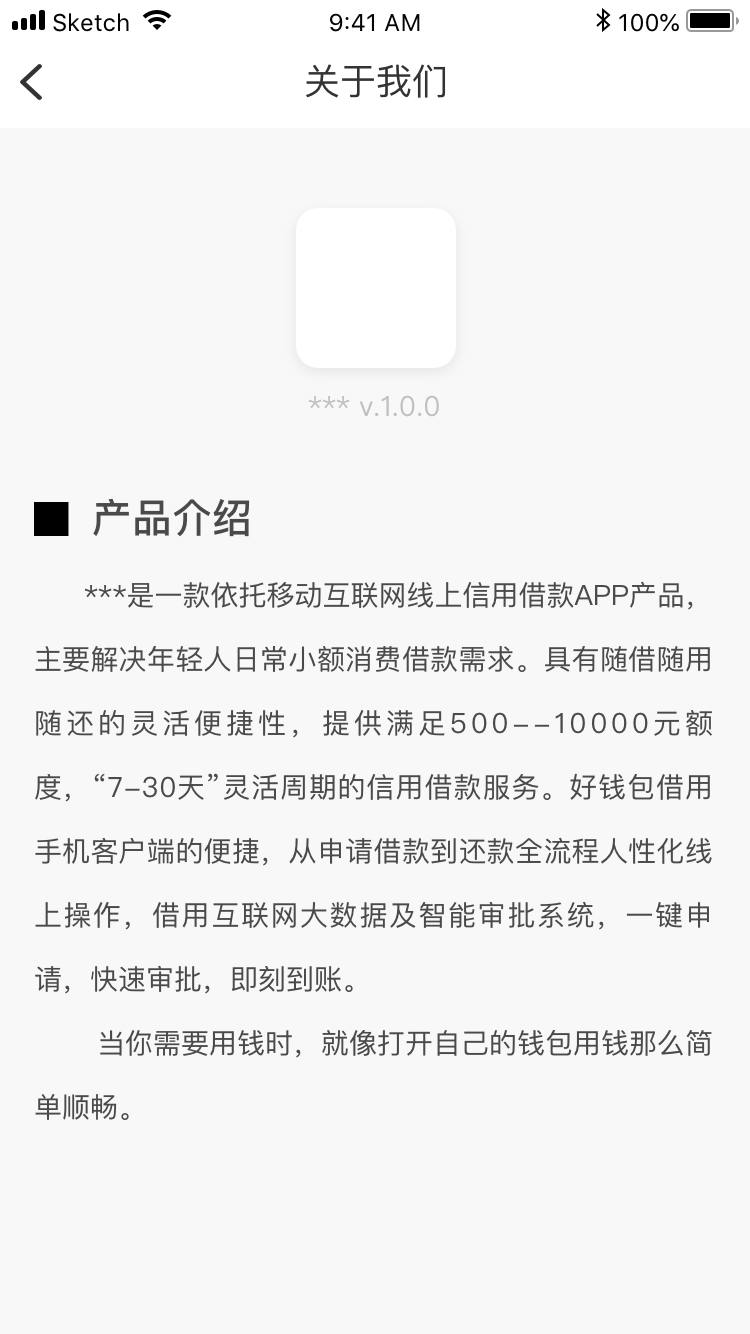 Sketch 9:41 AM 100%
关于我们
*** v.1.0.0
产品介绍
***是一款依托移动互联网线上信用借款APP产品，
主要解决年轻人日常小额消费借款需求。具有随借随用
随还的灵活便捷性，提供满足500--10000元额
度，“7-30天”灵活周期的信用借款服务。好钱包借用
手机客户端的便捷，从申请借款到还款全流程人性化线
上操作，借用互联网大数据及智能审批系统，一键申
请，快速审批，即刻到账。
当你需要用钱时，就像打开自己的钱包用钱那么简
单顺畅。